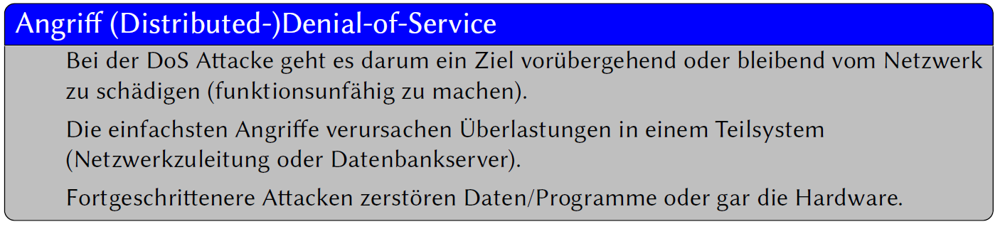 Angriff (Distributed-)Denial-of-Service
Bei der DoS Attacke geht es darum ein Ziel vorübergehend oder bleibend vom Netzwerk
zu schädigen (funktionsunfähig zu machen).
Die einfachsten Angriffe verursachen Überlastungen in einem Teilsystem
(Netzwerkzuleitung oder Datenbankserver).
Fortgeschrittenere Attacken zerstören Daten/Programme oder gar die Hardware.